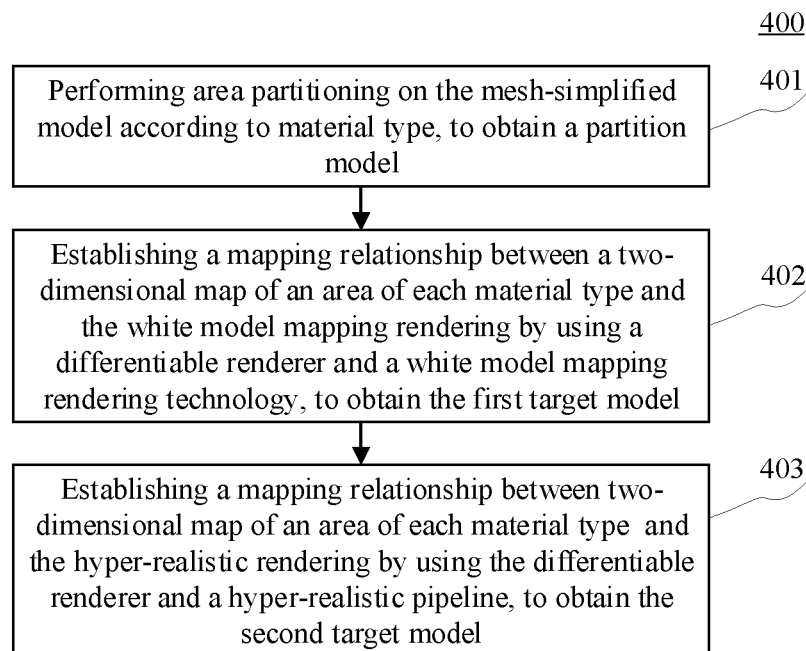 400
Performing area partitioning on the mesh-simplified
model according to material type, to obtain a partition
model
401
Establishing a mapping relationship between a two-
dimensional map of an area of each material type and
the white model mapping rendering by using a
differentiable renderer and a white model mapping
rendering technology, to obtain the first target model
402
Establishing a mapping relationship between two-
dimensional map of an area of each material type and
the hyper-realistic rendering by using the differentiable
renderer and a hyper-realistic pipeline, to obtain the
second target model
403